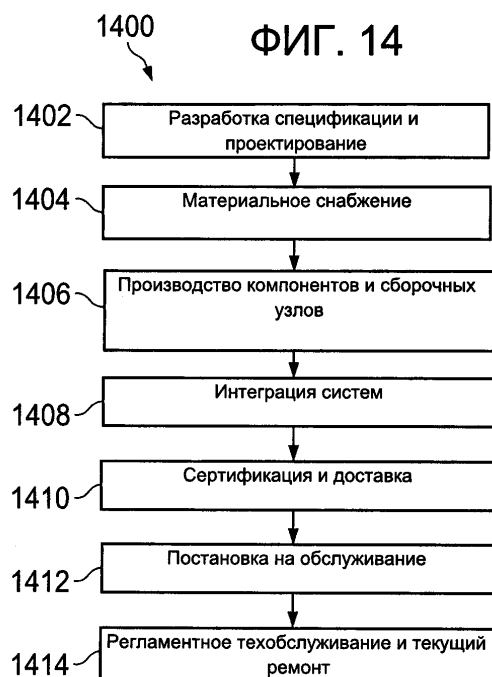 1400
ФИГ. 14
1402
Разработка спецификации и
проектирование
1404
Материальное снабжение
1406
Производство компонентов и сборочных
узлов
1408
Интеграция систем
1410
Сертификация и доставка
1412
Постановка на обслуживание
1414
Регламентное техобслуживание и текущий
ремонт